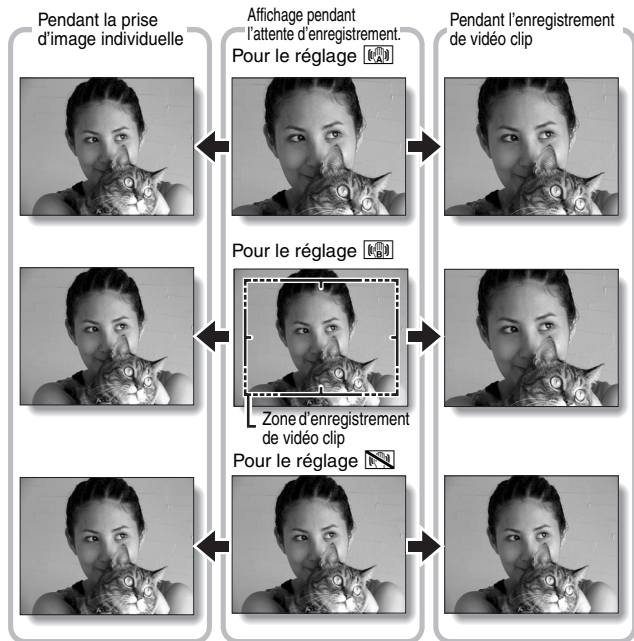 Pendant la prise
d'image individuelle
Affichage pendant
l'attente d'enregistrement.
Pendant l'enregistrement
de vidéo clip
Pour le réglage A
Pour le réglage B
Zone d'enregistrement
de vidéo clip
Pour le réglage